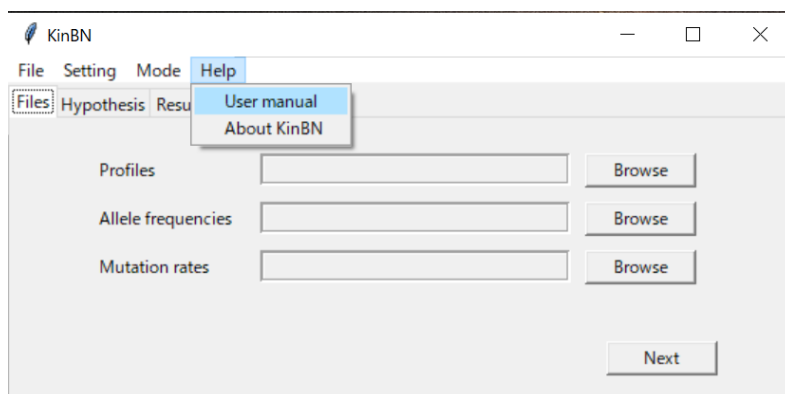 KinBN
File Setting Mode Help
Files Hypothesis Resu
User manual
About KinBN
Profiles Browse
Allele frequencies Browse
Mutation rates Browse
Next